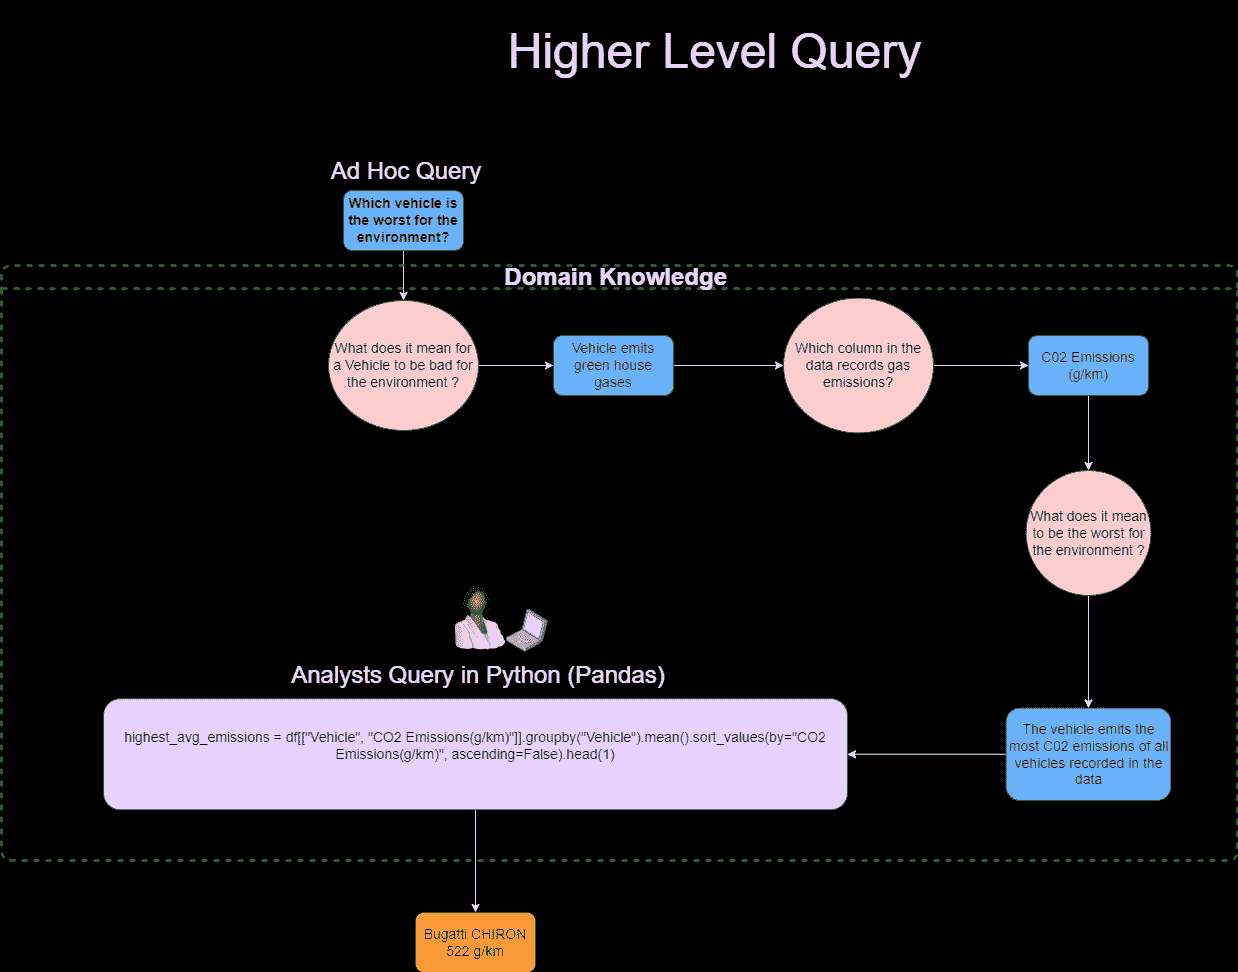 Higher Level Query
Ad Hoc Query
Which vehicle is
the worst for the
environment?
Domain Knowledge
What does it mean for
a Vehicle to be bad for
the environment ?
Vehicle emits
green house
gases
Which column in the
data records gas
emissions?
C02 Emissions
(g/km)
What does it mean
to be the worst for
the environment ?
The vehicle emits the
most C02 emissions of all
vehicles recorded in the
data
Analysts Query in Python (Pandas)
highest_avg_emissions = df[["Vehicle", "CO2 Emissions(g/km)"]].groupby("Vehicle").mean().sort_values(by="CO2
Emissions(g/km)", ascending=False).head(1)
Bugatti CHIRON
522 g/km